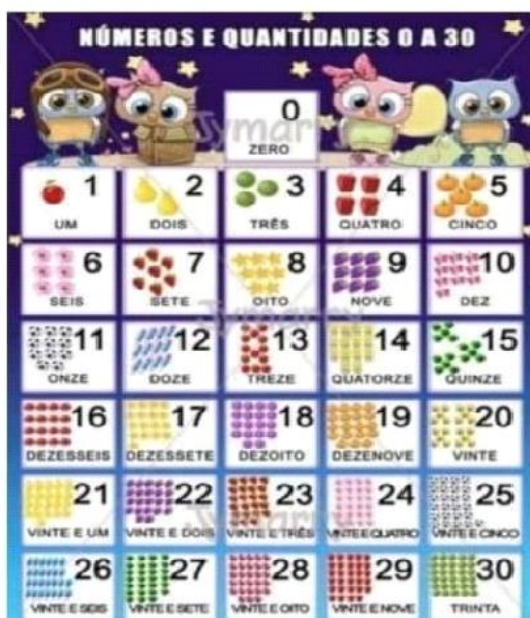 NÚMEROS E QUANTIDADES 0 A 30
0
ZERO
1 2 3 4 5
UM DOIS TRÊS QUATRO CINCO
6 7 8 9 10
SEIS SETE OITO NOVE DEZ
11 12 13 14 15
ONZE DOZE TREZE QUATORZE QUINZE
16 17 18 19 20
DEZESSEIS DEZESSETE DEZOITO DEZENOVE VINTE
21 22 23 24 25
VINTE E UM VINTE E DOIS VINTE E TRÊS VINTE E QUATRO VINTE E CINCO
26 27 28 29 30
VINTE E SEIS VINTE E SETE VINTE E OITO VINTE E NOVE TRINTA